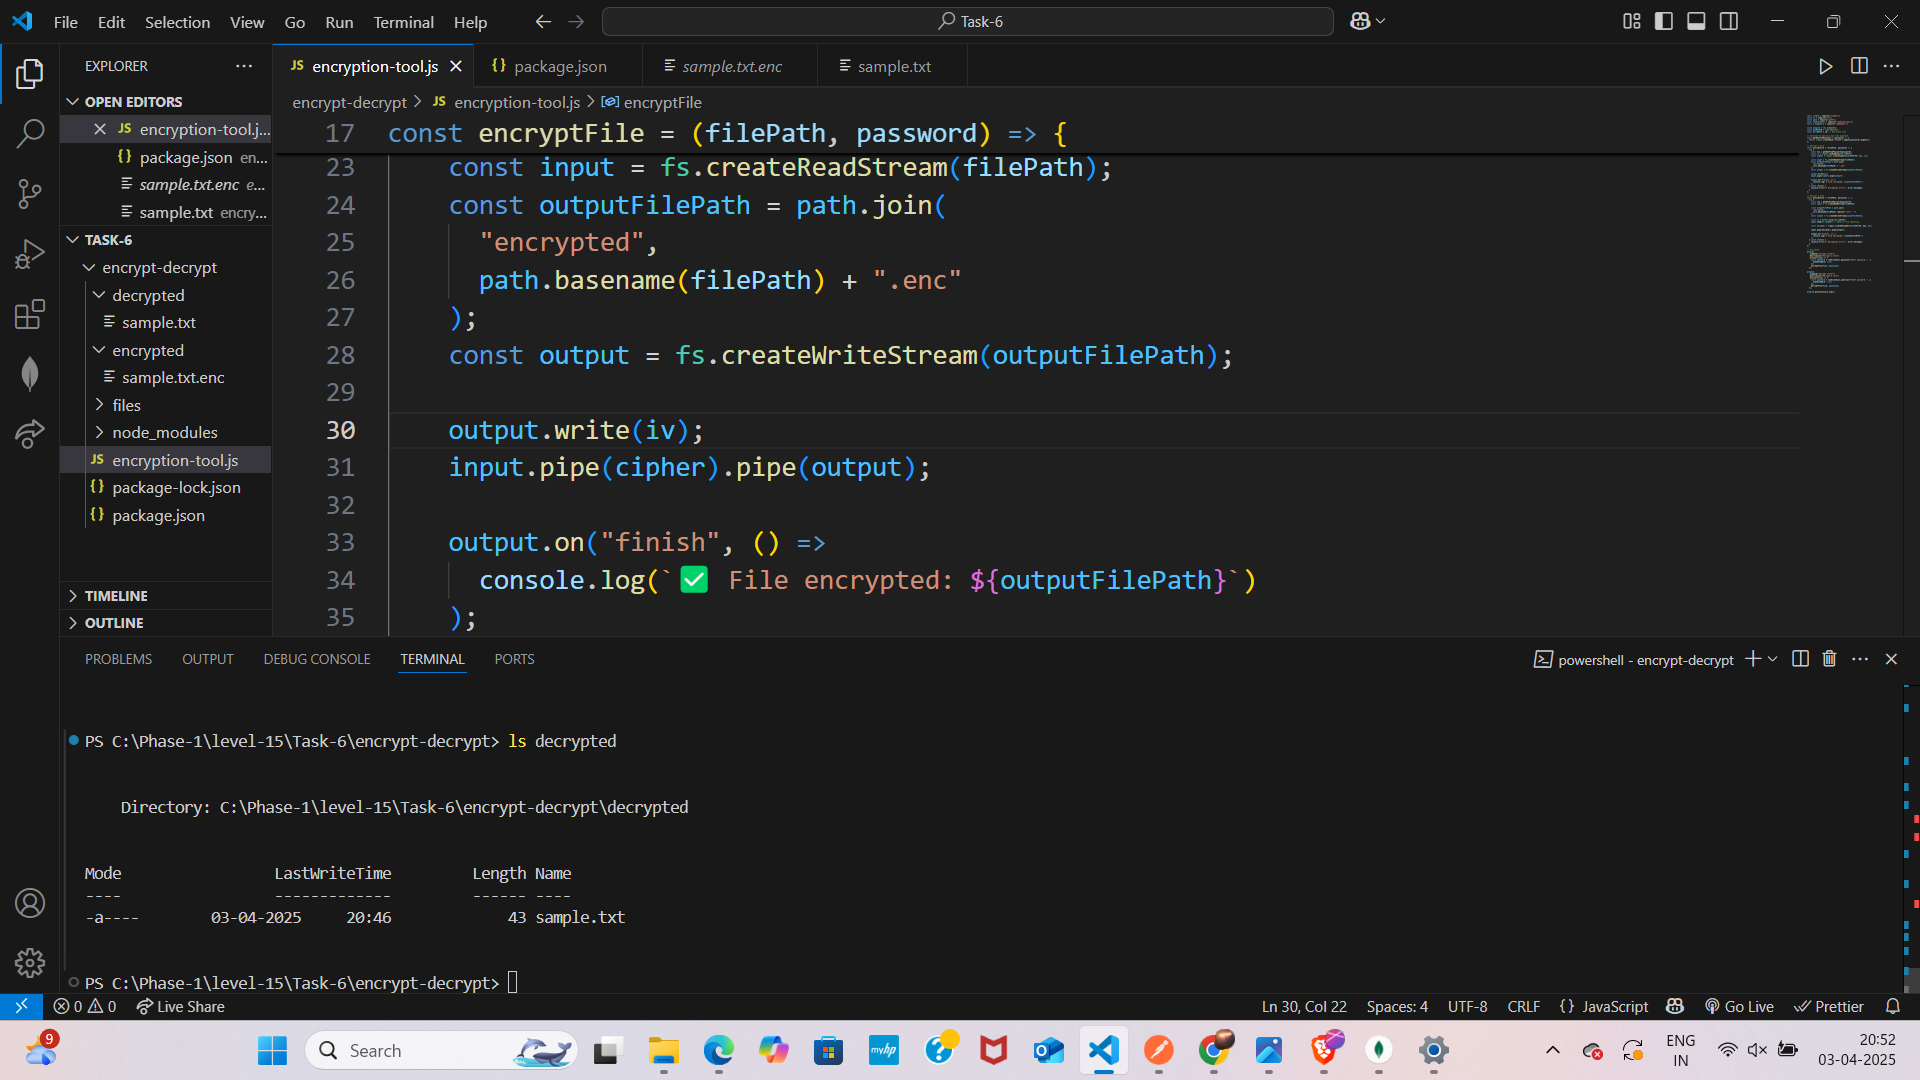 File Edit Selection View Go Run Terminal Help
Task-6
EXPLORER
OPEN EDITORS
JS encryption-tool.j...
{} package.json en...
sample.txt.enc e...
sample.txt encry...
TASK-6
encrypt-decrypt
decrypted
sample.txt
encrypted
sample.txt.enc
files
node_modules
JS encryption-tool.js
{} package-lock.json
{} package.json
TIMELINE
OUTLINE
JS encryption-tool.js
{} package.json
sample.txt.enc
sample.txt
encrypt-decrypt > JS encryption-tool.js > encryptFile
17 const encryptFile = (filePath, password) => {
23 const input = fs.createReadStream(filePath);
24 const outputFilePath = path.join(
25 "encrypted",
26 path.basename(filePath) + ".enc"
27 );
28 const output = fs.createWriteStream(outputFilePath);
29
30 output.write(iv);
31 input.pipe(cipher).pipe(output);
32
33 output.on("finish", () =>
34 console.log(`✅ File encrypted: ${outputFilePath}`)
35 );
PROBLEMS OUTPUT DEBUG CONSOLE TERMINAL PORTS
powershell - encrypt-decrypt
PS C:\Phase-1\level-15\Task-6\encrypt-decrypt> ls decrypted
Directory: C:\Phase-1\level-15\Task-6\encrypt-decrypt\decrypted
Mode LastWriteTime Length Name
---- ------------- ------ ----
-a---- 03-04-2025 20:46 43 sample.txt
PS C:\Phase-1\level-15\Task-6\encrypt-decrypt>
0 0 Live Share
Ln 30, Col 22 Spaces: 4 UTF-8 CRLF {} JavaScript Go Live Prettier
9
Search
myhp
ENG
IN
20:52
03-04-2025